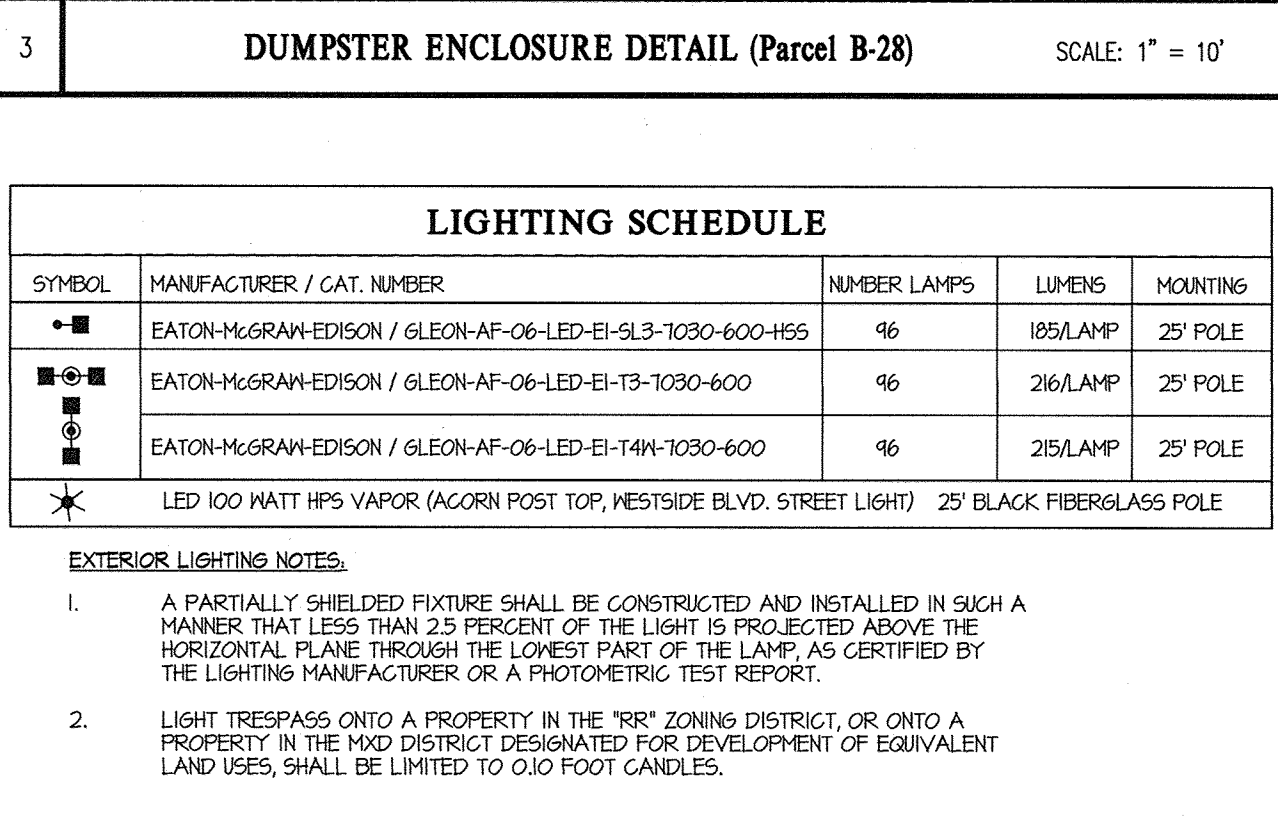 3 DUMPSTER ENCLOSURE DETAIL (Parcel B-28) SCALE: 1" = 10'
LIGHTING SCHEDULE
SYMBOL MANUFACTURER / CAT. NUMBER NUMBER LAMPS LUMENS MOUNTING
EATON-McGRAW-EDISON / GLEON-AF-06-LED-E1-SL3-7030-600-HSS 96 185/LAMP 25' POLE
EATON-McGRAW-EDISON / GLEON-AF-06-LED-E1-T3-7030-600 96 216/LAMP 25' POLE
EATON-McGRAW-EDISON / GLEON-AF-06-LED-E1-T4W-7030-600 96 215/LAMP 25' POLE
LED 100 WATT HPS VAPOR (ACORN POST TOP, WESTSIDE BLVD. STREET LIGHT) 25' BLACK FIBERGLASS POLE
EXTERIOR LIGHTING NOTES:
1. A PARTIALLY SHIELDED FIXTURE SHALL BE CONSTRUCTED AND INSTALLED IN SUCH A
MANNER THAT LESS THAN 2.5 PERCENT OF THE LIGHT IS PROJECTED ABOVE THE
HORIZONTAL PLANE THROUGH THE LOWEST PART OF THE LAMP, AS CERTIFIED BY
THE LIGHTING MANUFACTURER OR A PHOTOMETRIC TEST REPORT.
2. LIGHT TRESPASS ONTO A PROPERTY IN THE "RR" ZONING DISTRICT, OR ONTO A
PROPERTY IN THE MXD DISTRICT DESIGNATED FOR DEVELOPMENT OF EQUIVALENT
LAND USES, SHALL BE LIMITED TO 0.10 FOOT CANDLES.